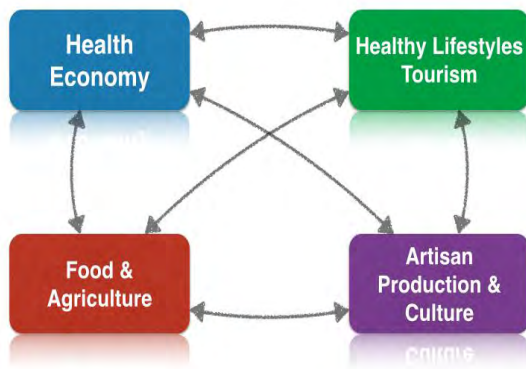 Health
Economy
Healthy Lifestyles
Tourism
Food &
Agriculture
Artisan
Production &
Culture